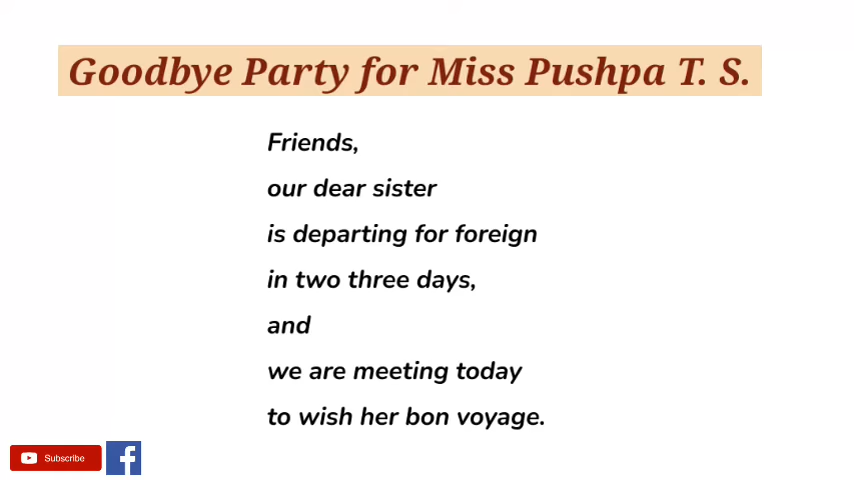 Goodbye Party for Miss Pushpa T. S.
Friends,
our dear sister
is departing for foreign
in two three days,
and
we are meeting today
to wish her bon voyage.
Subscribe